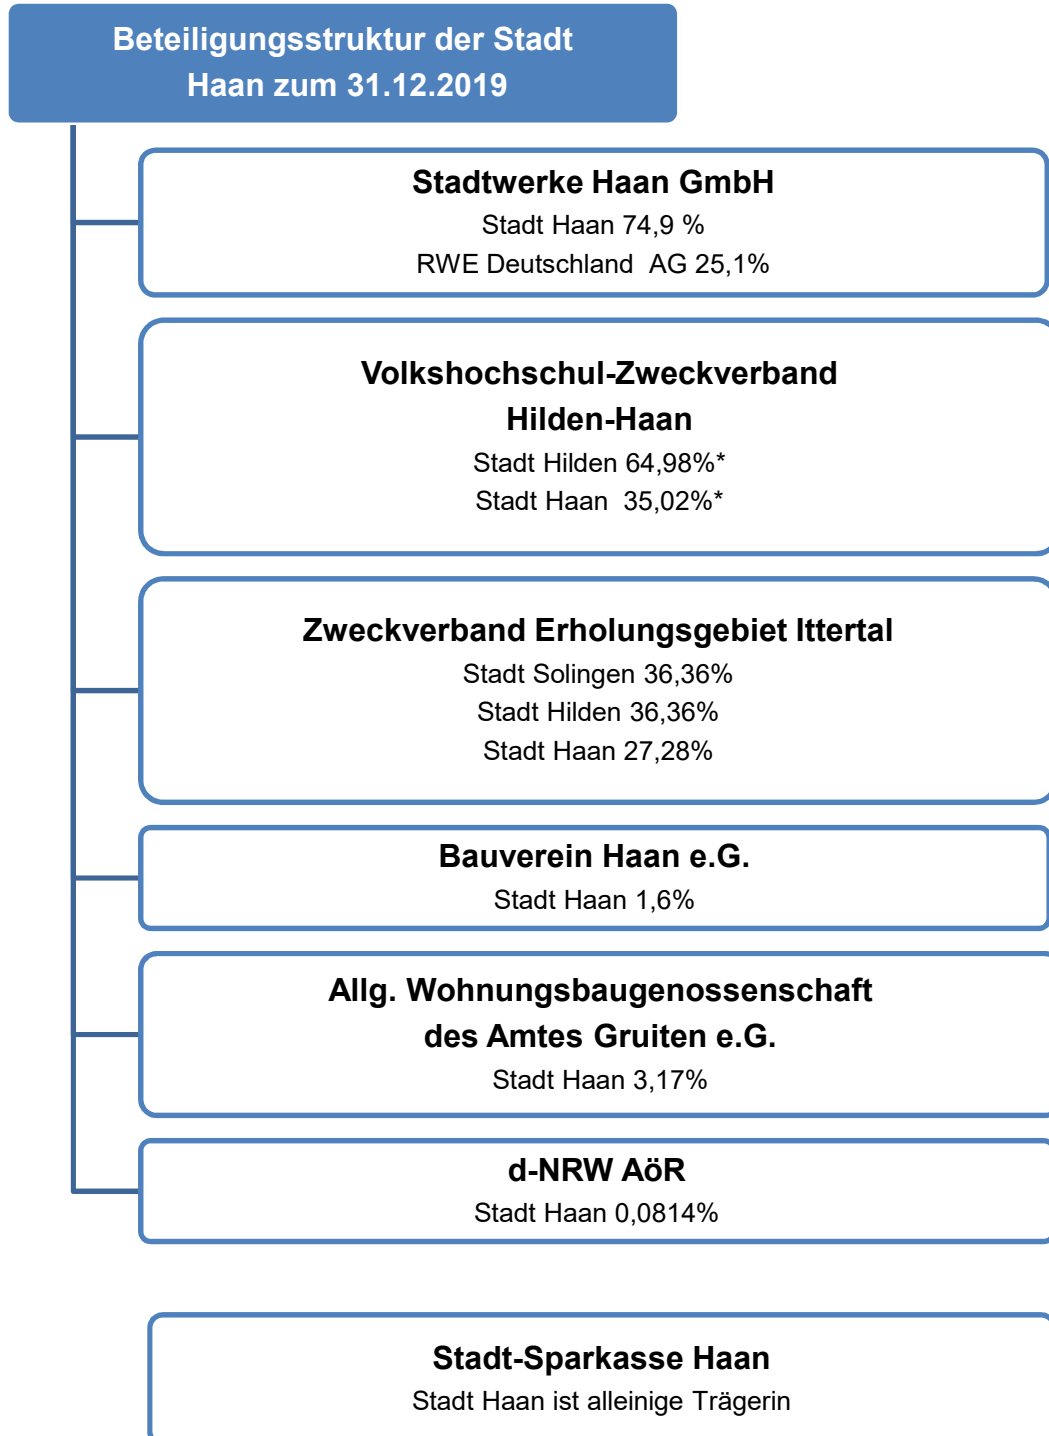 Beteiligungsstruktur der Stadt
Haan zum 31.12.2019
Stadtwerke Haan GmbH
Stadt Haan 74,9 %
RWE Deutschland AG 25,1%
Volkshochschul-Zweckverband
Hilden-Haan
Stadt Hilden 64,98%*
Stadt Haan 35,02%*
Zweckverband Erholungsgebiet Ittertal
Stadt Solingen 36,36%
Stadt Hilden 36,36%
Stadt Haan 27,28%
Bauverein Haan e.G.
Stadt Haan 1,6%
Allg. Wohnungsbaugenossenschaft
des Amtes Gruiten e.G.
Stadt Haan 3,17%
d-NRW AöR
Stadt Haan 0,0814%
Stadt-Sparkasse Haan
Stadt Haan ist alleinige Trägerin